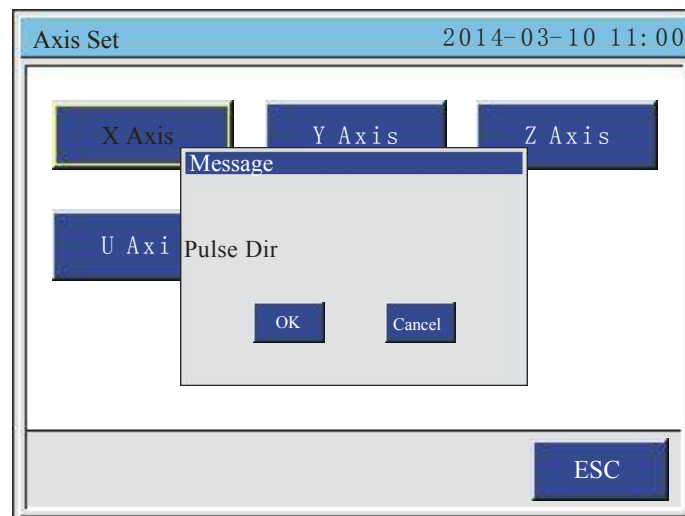 Axis Set 2014-03-10 11:00
X Axis Y Axis Z Axis
Message
U Axi Pulse Dir
OK Cancel
ESC